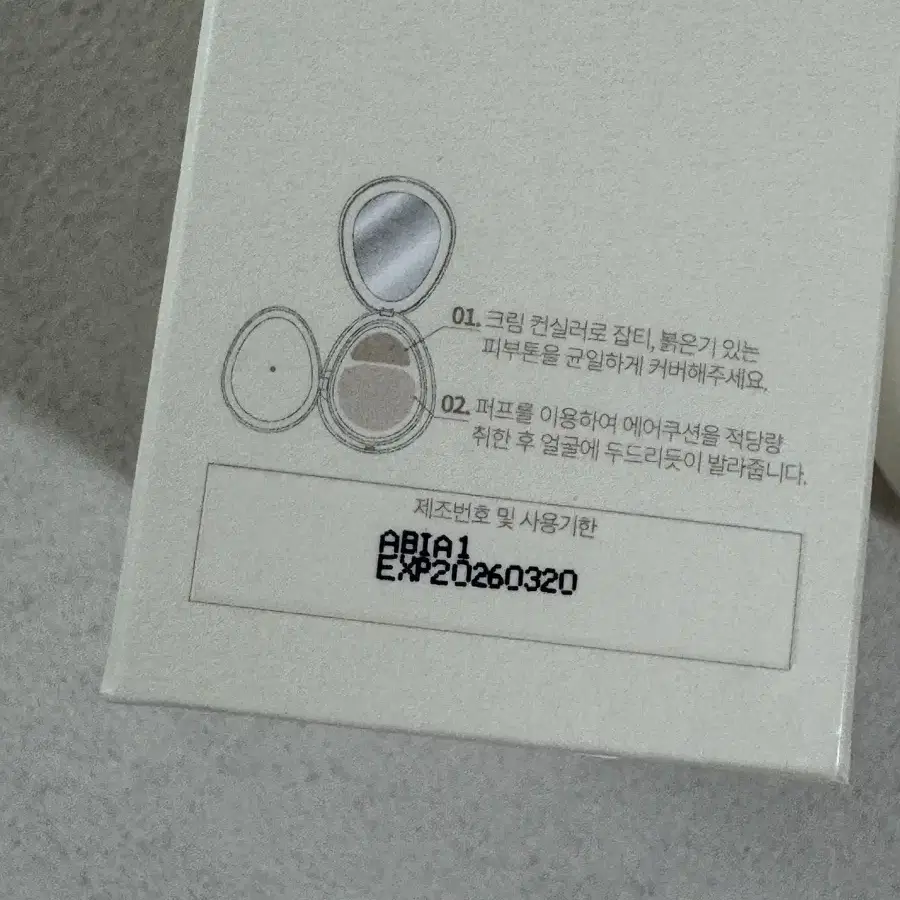 01. 크림 컨실러로 잡티, 붉은기 있는
피부톤을 균일하게 커버해주세요.
02. 퍼프를 이용하여 에어쿠션을 적당량
취한 후 얼굴에 두드리듯이 발라줍니다.
제조번호 및 사용기한
ABIA1
EXP20260320